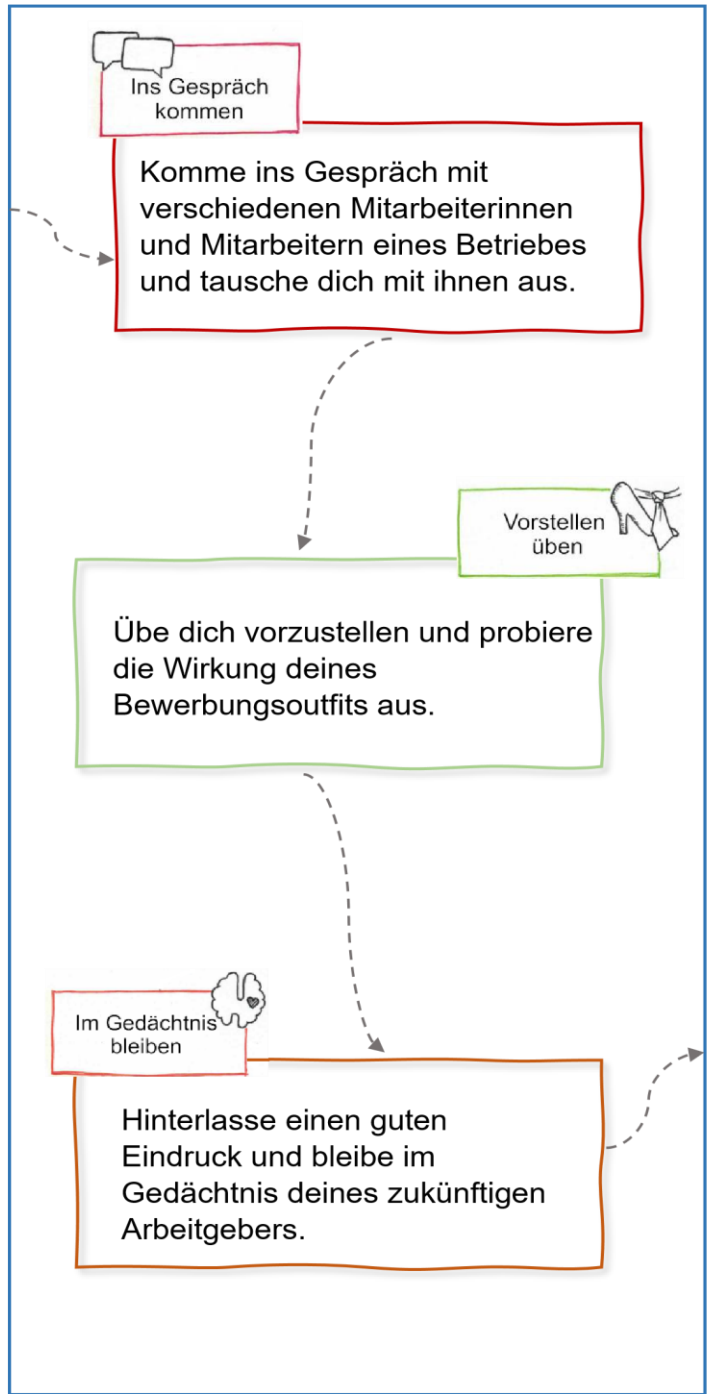 Ins Gespräch
kommen
Komme ins Gespräch mit
verschiedenen Mitarbeiterinnen
und Mitarbeitern eines Betriebes
und tausche dich mit ihnen aus.
Vorstellen
üben
Übe dich vorzustellen und probiere
die Wirkung deines
Bewerbungsoutfits aus.
Im Gedächtnis
bleiben
Hinterlasse einen guten
Eindruck und bleibe im
Gedächtnis deines zukünftigen
Arbeitgebers.